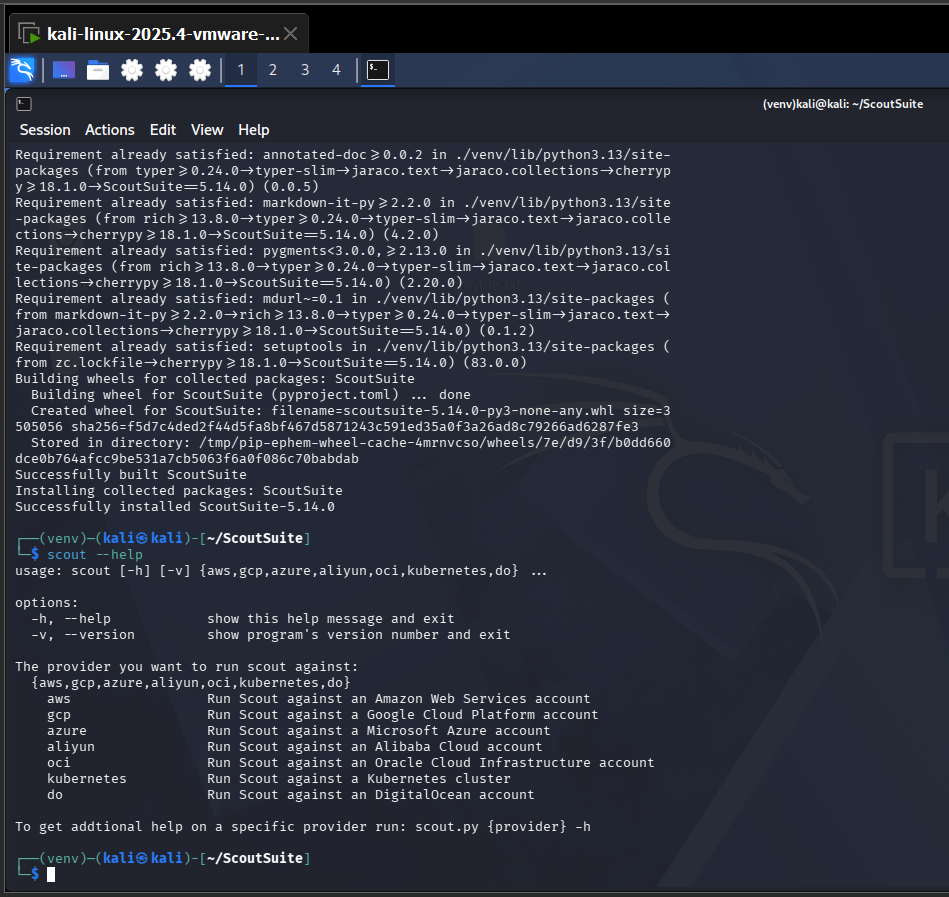 kali-linux-2025.4-vmware-...
1 2 3 4
(venv)kali@kali: ~/ScoutSuite
Session Actions Edit View Help
Requirement already satisfied: annotated-doc≥0.0.2 in ./venv/lib/python3.13/site-
packages (from typer≥0.24.0→typer-slim→jaraco.text→jaraco.collections→cherryp
y≥18.1.0→ScoutSuite==5.14.0) (0.0.5)
Requirement already satisfied: markdown-it-py≥2.2.0 in ./venv/lib/python3.13/site
-packages (from rich≥13.8.0→typer≥0.24.0→typer-slim→jaraco.text→jaraco.colle
ctions→cherrypy≥18.1.0→ScoutSuite==5.14.0) (4.2.0)
Requirement already satisfied: pygments<3.0.0,≥2.13.0 in ./venv/lib/python3.13/si
te-packages (from rich≥13.8.0→typer≥0.24.0→typer-slim→jaraco.text→jaraco.col
lections→cherrypy≥18.1.0→ScoutSuite==5.14.0) (2.20.0)
Requirement already satisfied: mdurl~=0.1 in ./venv/lib/python3.13/site-packages (
from markdown-it-py≥2.2.0→rich≥13.8.0→typer≥0.24.0→typer-slim→jaraco.text→
jaraco.collections→cherrypy≥18.1.0→ScoutSuite==5.14.0) (0.1.2)
Requirement already satisfied: setuptools in ./venv/lib/python3.13/site-packages (
from zc.lockfile→cherrypy≥18.1.0→ScoutSuite==5.14.0) (83.0.0)
Building wheels for collected packages: ScoutSuite
  Building wheel for ScoutSuite (pyproject.toml) ... done
  Created wheel for ScoutSuite: filename=scoutsuite-5.14.0-py3-none-any.whl size=3
505056 sha256=f5d7c4ded2f44d5fa8bf467d5871243c591ed35a0f3a26ad8c79266ad6287fe3
  Stored in directory: /tmp/pip-ephem-wheel-cache-4mrnvcso/wheels/7e/d9/3f/b0dd660
dce0b764afcc9be531a7cb5063f6a0f086c70babdab
Successfully built ScoutSuite
Installing collected packages: ScoutSuite
Successfully installed ScoutSuite-5.14.0
┌──(venv)─(kali㉿kali)-[~/ScoutSuite]
└─$ scout --help
usage: scout [-h] [-v] {aws,gcp,azure,aliyun,oci,kubernetes,do} ...
options:
  -h, --help            show this help message and exit
  -v, --version         show program's version number and exit
The provider you want to run scout against:
  {aws,gcp,azure,aliyun,oci,kubernetes,do}
    aws                 Run Scout against an Amazon Web Services account
    gcp                 Run Scout against a Google Cloud Platform account
    azure               Run Scout against a Microsoft Azure account
    aliyun              Run Scout against an Alibaba Cloud account
    oci                 Run Scout against an Oracle Cloud Infrastructure account
    kubernetes          Run Scout against a Kubernetes cluster
    do                  Run Scout against an DigitalOcean account
To get addtional help on a specific provider run: scout.py {provider} -h
┌──(venv)─(kali㉿kali)-[~/ScoutSuite]
└─$